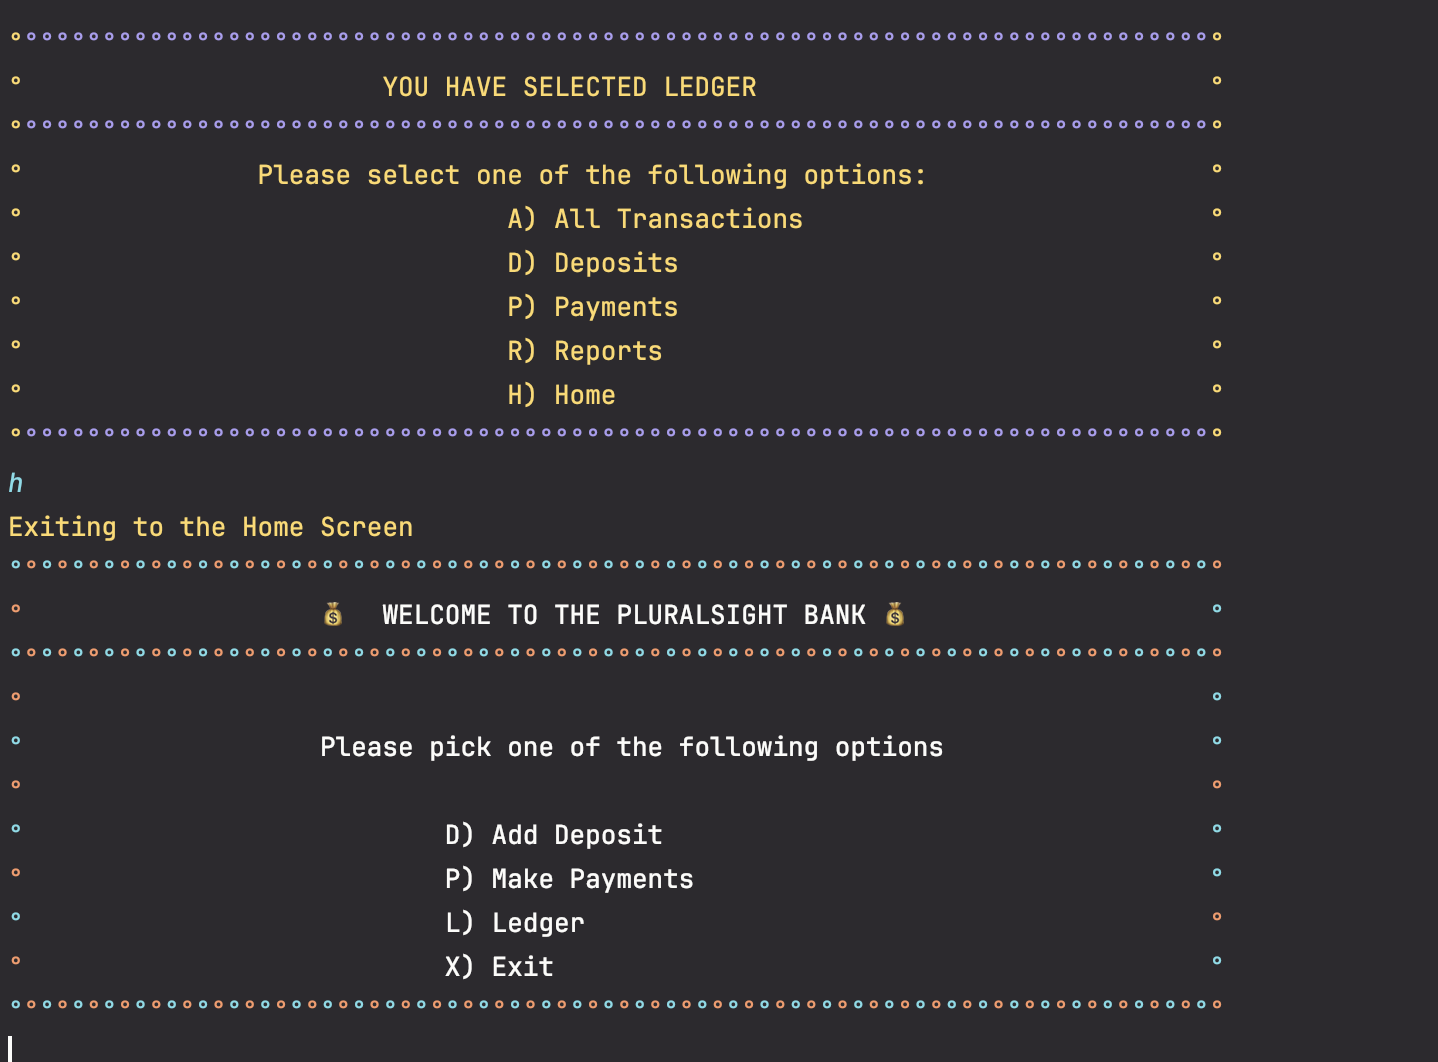 YOU HAVE SELECTED LEDGER
Please select one of the following options:
A) All Transactions
D) Deposits
P) Payments
R) Reports
H) Home
h
Exiting to the Home Screen
💰 WELCOME TO THE PLURALSIGHT BANK 💰
Please pick one of the following options
D) Add Deposit
P) Make Payments
L) Ledger
X) Exit